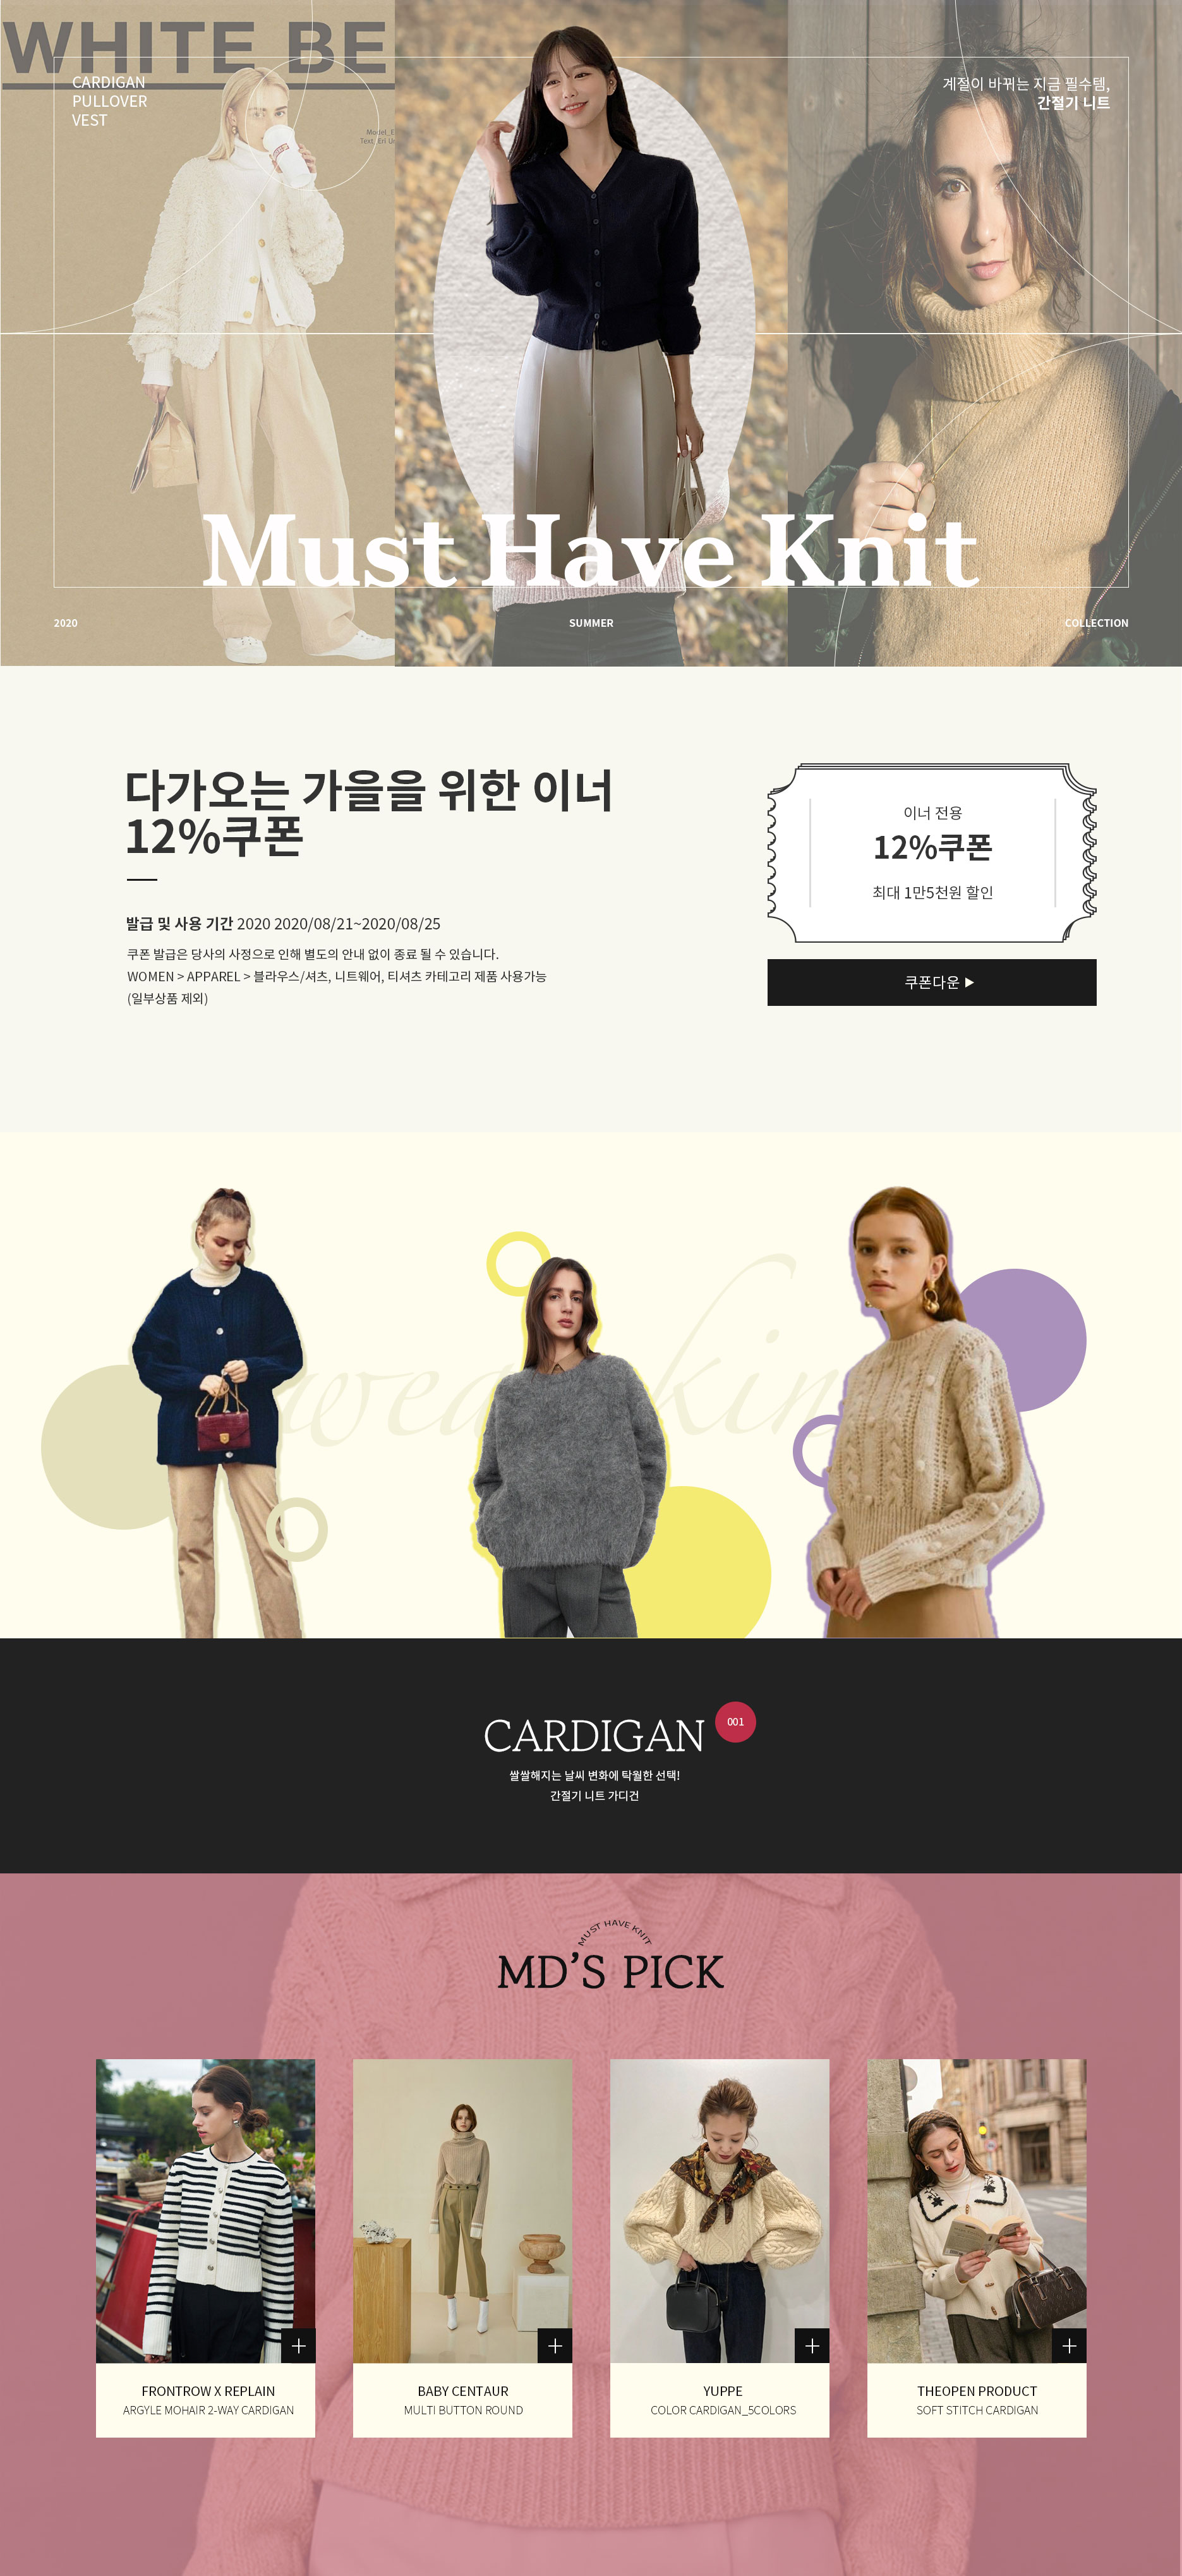 WHITE BE
CARDIGAN
PULLOVER
VEST
계절이 바뀌는 지금 필수템,
간절기 니트
Must Have Knit
2020
SUMMER
COLLECTION
다가오는 가을을 위한 이너
12%쿠폰
발급 및 사용 기간 2020 2020/08/21~2020/08/25
쿠폰 발급은 당사의 사정으로 인해 별도의 안내 없이 종료 될 수 있습니다.
WOMEN > APPAREL > 블라우스/셔츠, 니트웨어, 티셔츠 카테고리 제품 사용가능
(일부상품 제외)
이너 전용
12%쿠폰
최대 1만5천원 할인
쿠폰다운 ▶
CARDIGAN
001
쌀쌀해지는 날씨 변화에 탁월한 선택!
간절기 니트 가디건
MUST HAVE KNIT
MD'S PICK
FRONTROW X REPLAIN
ARGYLE MOHAIR 2-WAY CARDIGAN
BABY CENTAUR
MULTI BUTTON ROUND
YUPPE
COLOR CARDIGAN_5COLORS
THEOPEN PRODUCT
SOFT STITCH CARDIGAN